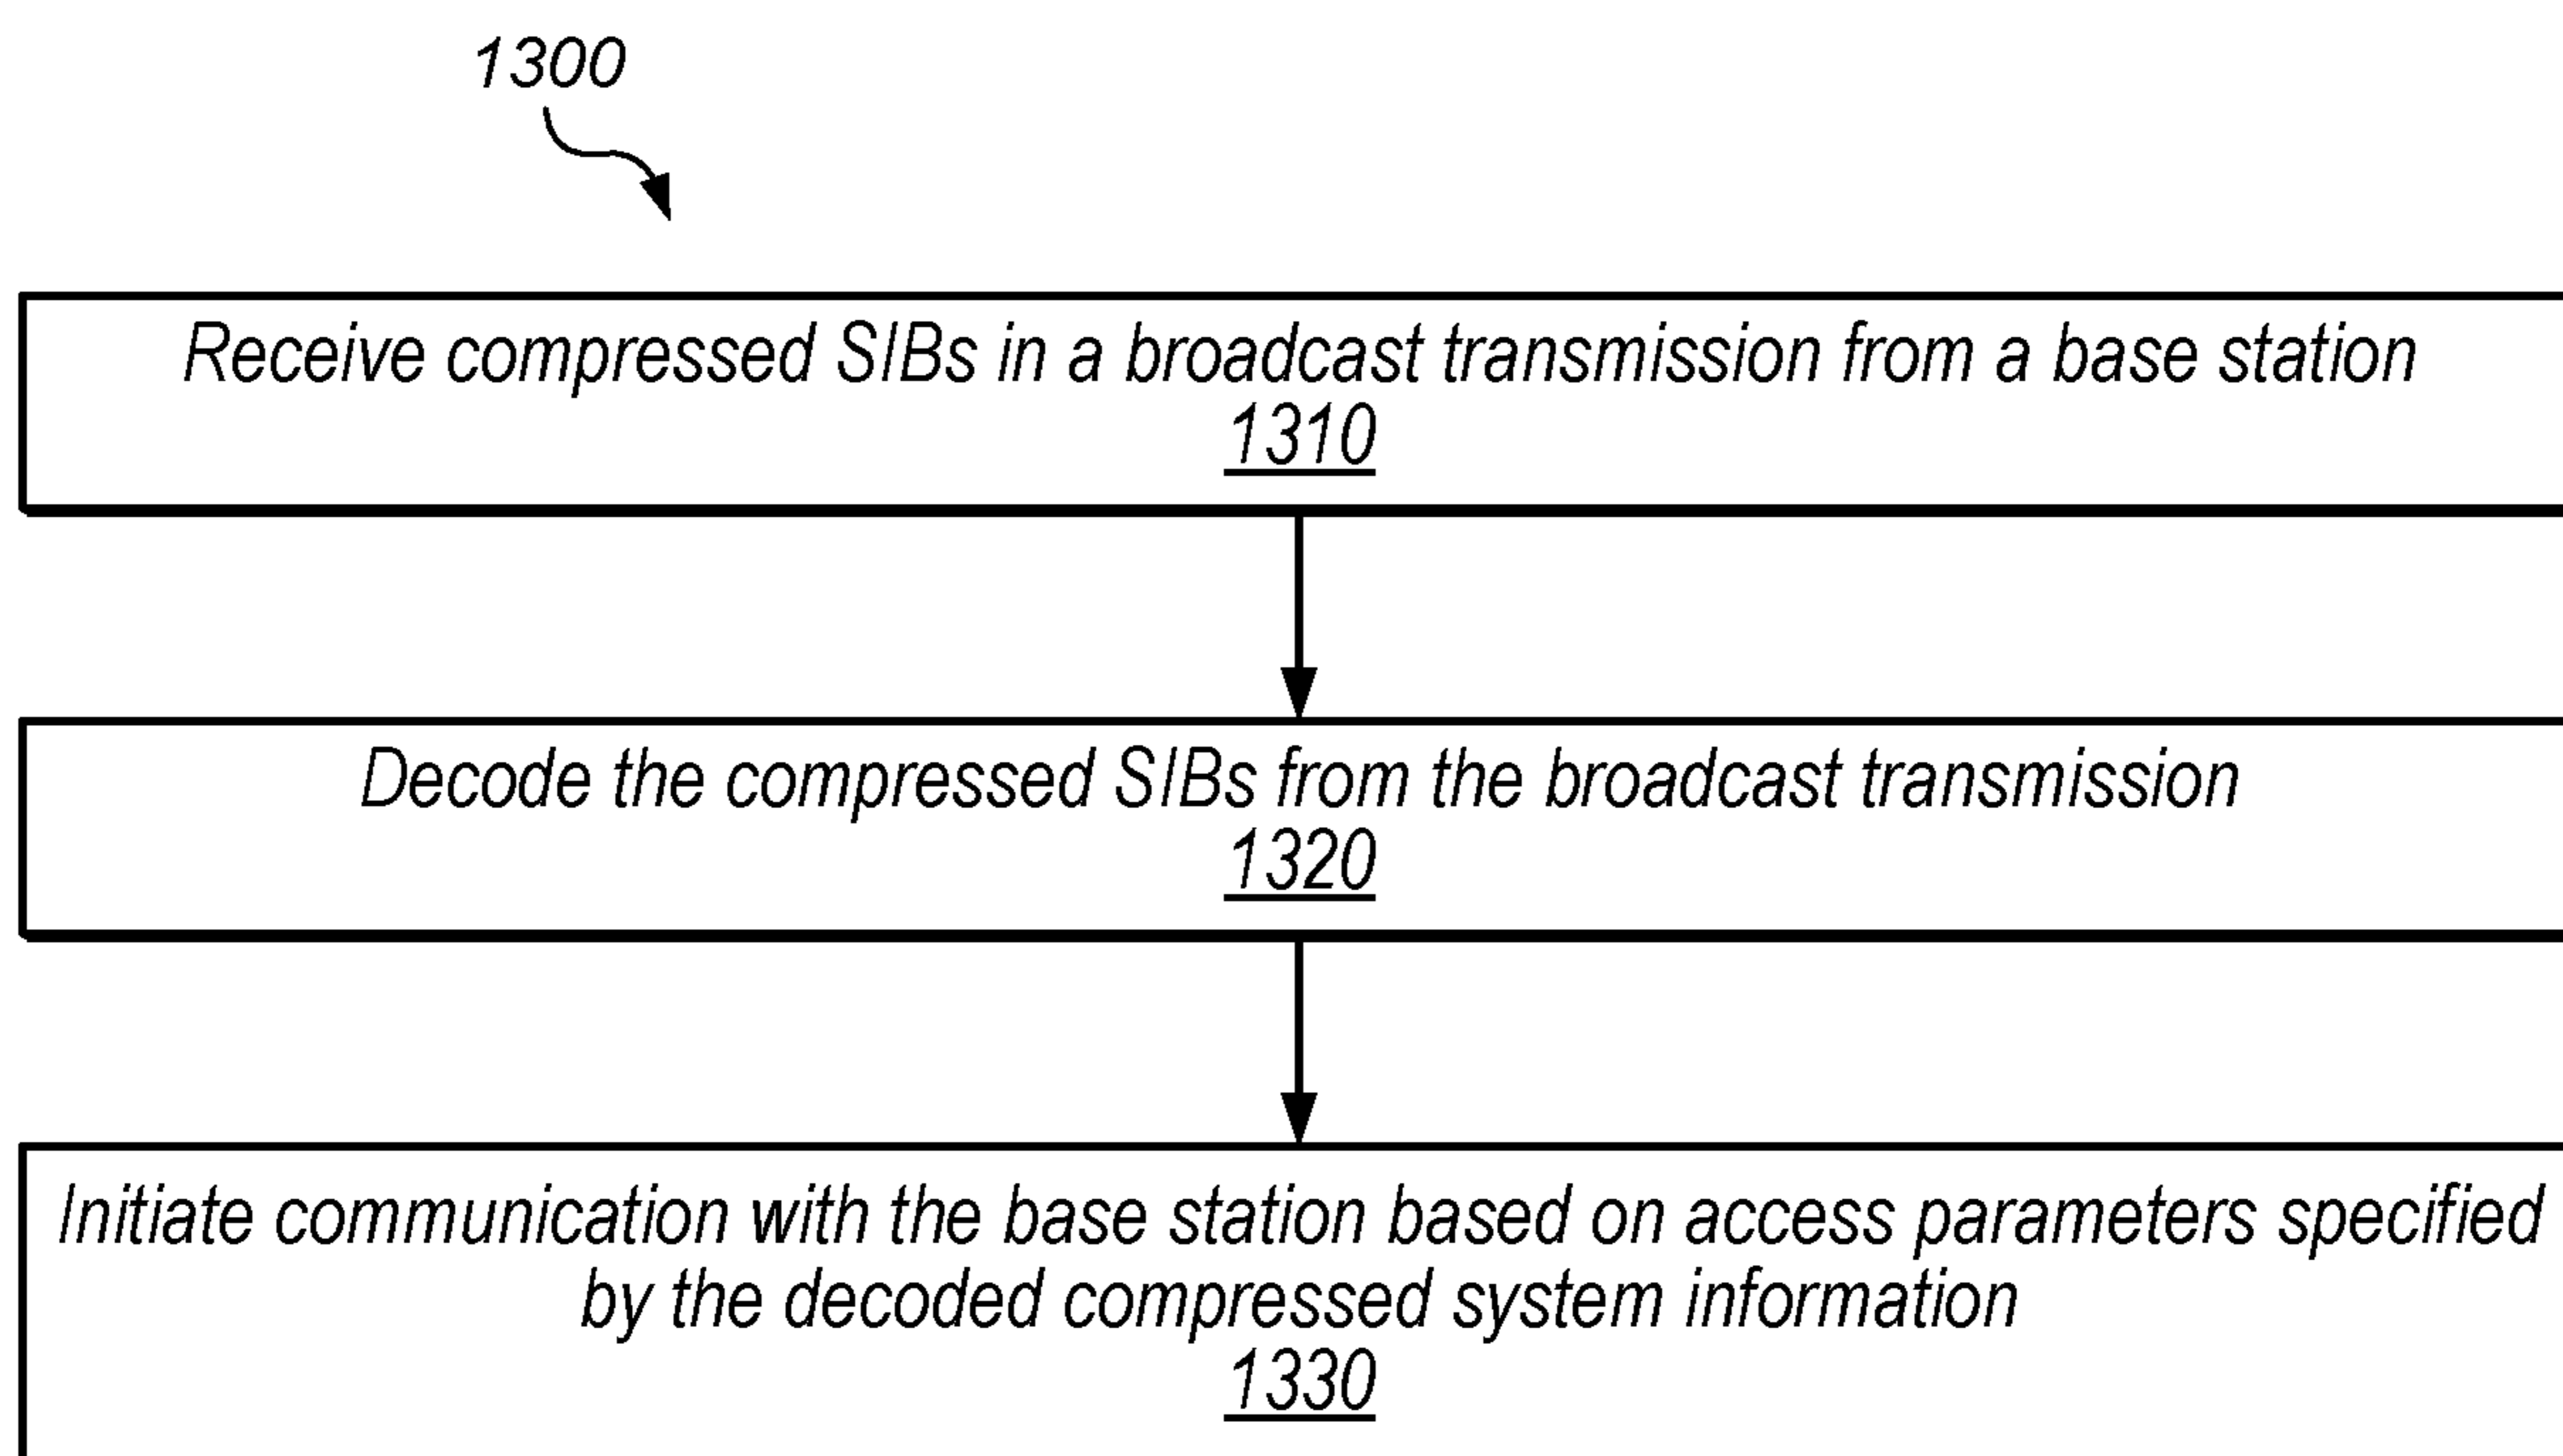 1300
Receive compressed SIBs in a broadcast transmission from a base station
1310
Decode the compressed SIBs from the broadcast transmission
1320
Initiate communication with the base station based on access parameters specified
by the decoded compressed system information
1330